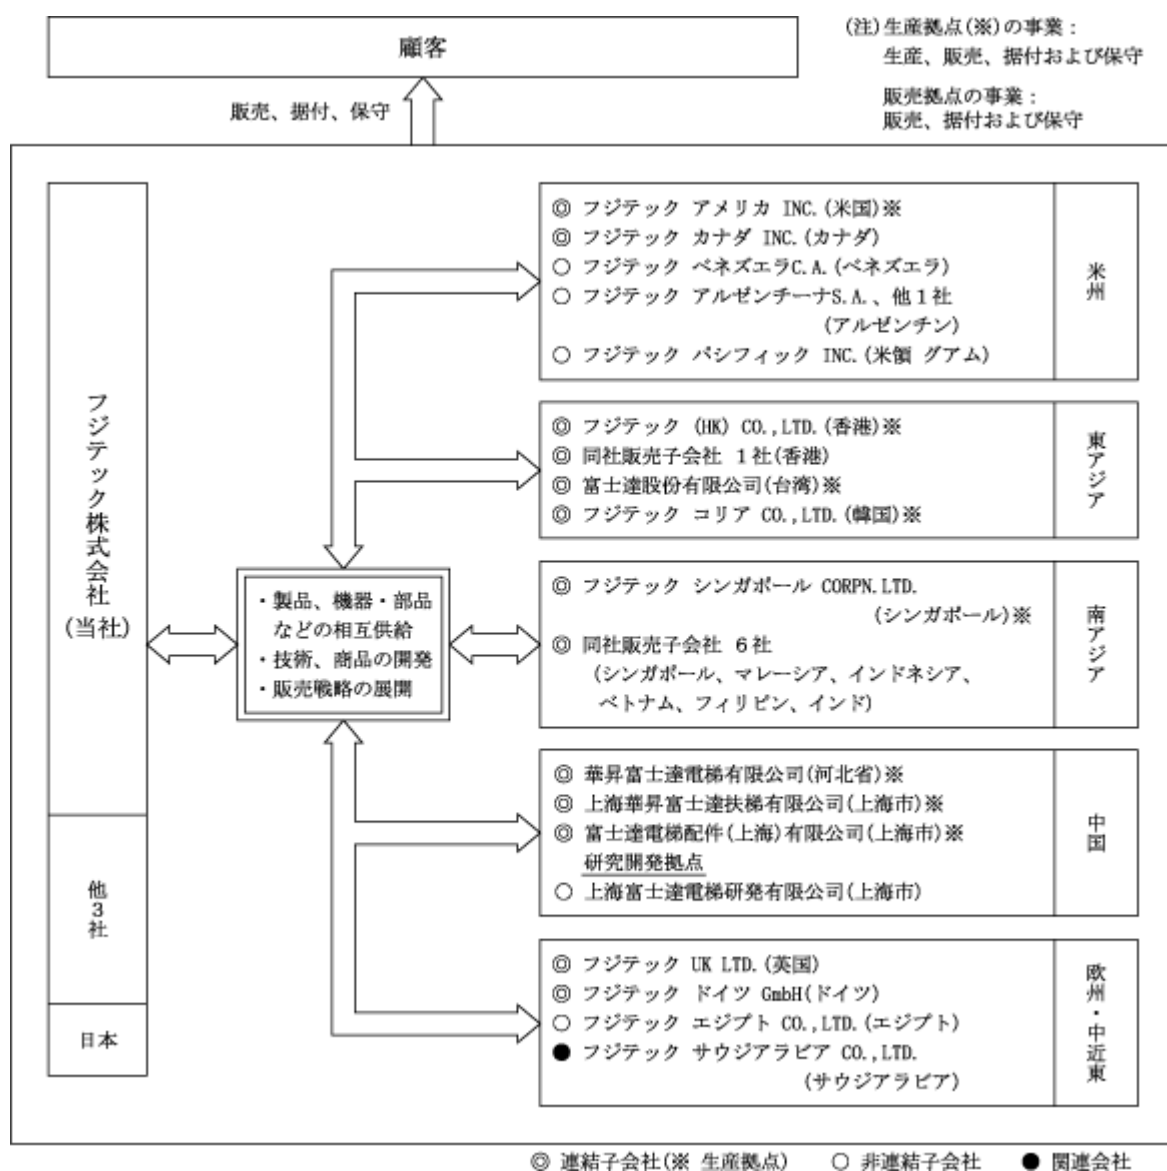 顧客
(注)生産拠点(※)の事業：
生産、販売、据付および保守
販売拠点の事業：
販売、据付および保守
販売、据付、保守
フジテック株式会社
(当社)
他3社
日本
・製品、機器・部品
などの相互供給
・技術、商品の開発
・販売戦略の展開
◎ フジテック アメリカ INC.(米国)※
◎ フジテック カナダ INC.(カナダ)
○ フジテック ベネズエラC.A.(ベネズエラ)
○ フジテック アルゼンチーナS.A.、他1社
(アルゼンチン)
○ フジテック パシフィック INC.(米領 グアム)
米州
◎ フジテック (HK) CO.,LTD.(香港)※
◎ 同社販売子会社 1社(香港)
◎ 富士達股份有限公司(台湾)※
◎ フジテック コリア CO.,LTD.(韓国)※
東アジア
◎ フジテック シンガポール CORPN.LTD.
(シンガポール)※
◎ 同社販売子会社 6社
(シンガポール、マレーシア、インドネシア、
ベトナム、フィリピン、インド)
南アジア
◎ 華昇富士達電梯有限公司(河北省)※
◎ 上海華昇富士達扶梯有限公司(上海市)※
◎ 富士達電梯配件(上海)有限公司(上海市)※
研究開発拠点
○ 上海富士達電梯研発有限公司(上海市)
中国
◎ フジテック UK LTD.(英国)
◎ フジテック ドイツ GmbH(ドイツ)
○ フジテック エジプト CO.,LTD.(エジプト)
● フジテック サウジアラビア CO.,LTD.
(サウジアラビア)
欧州・中近東
◎ 連結子会社(※ 生産拠点) ○ 非連結子会社 ● 関連会社